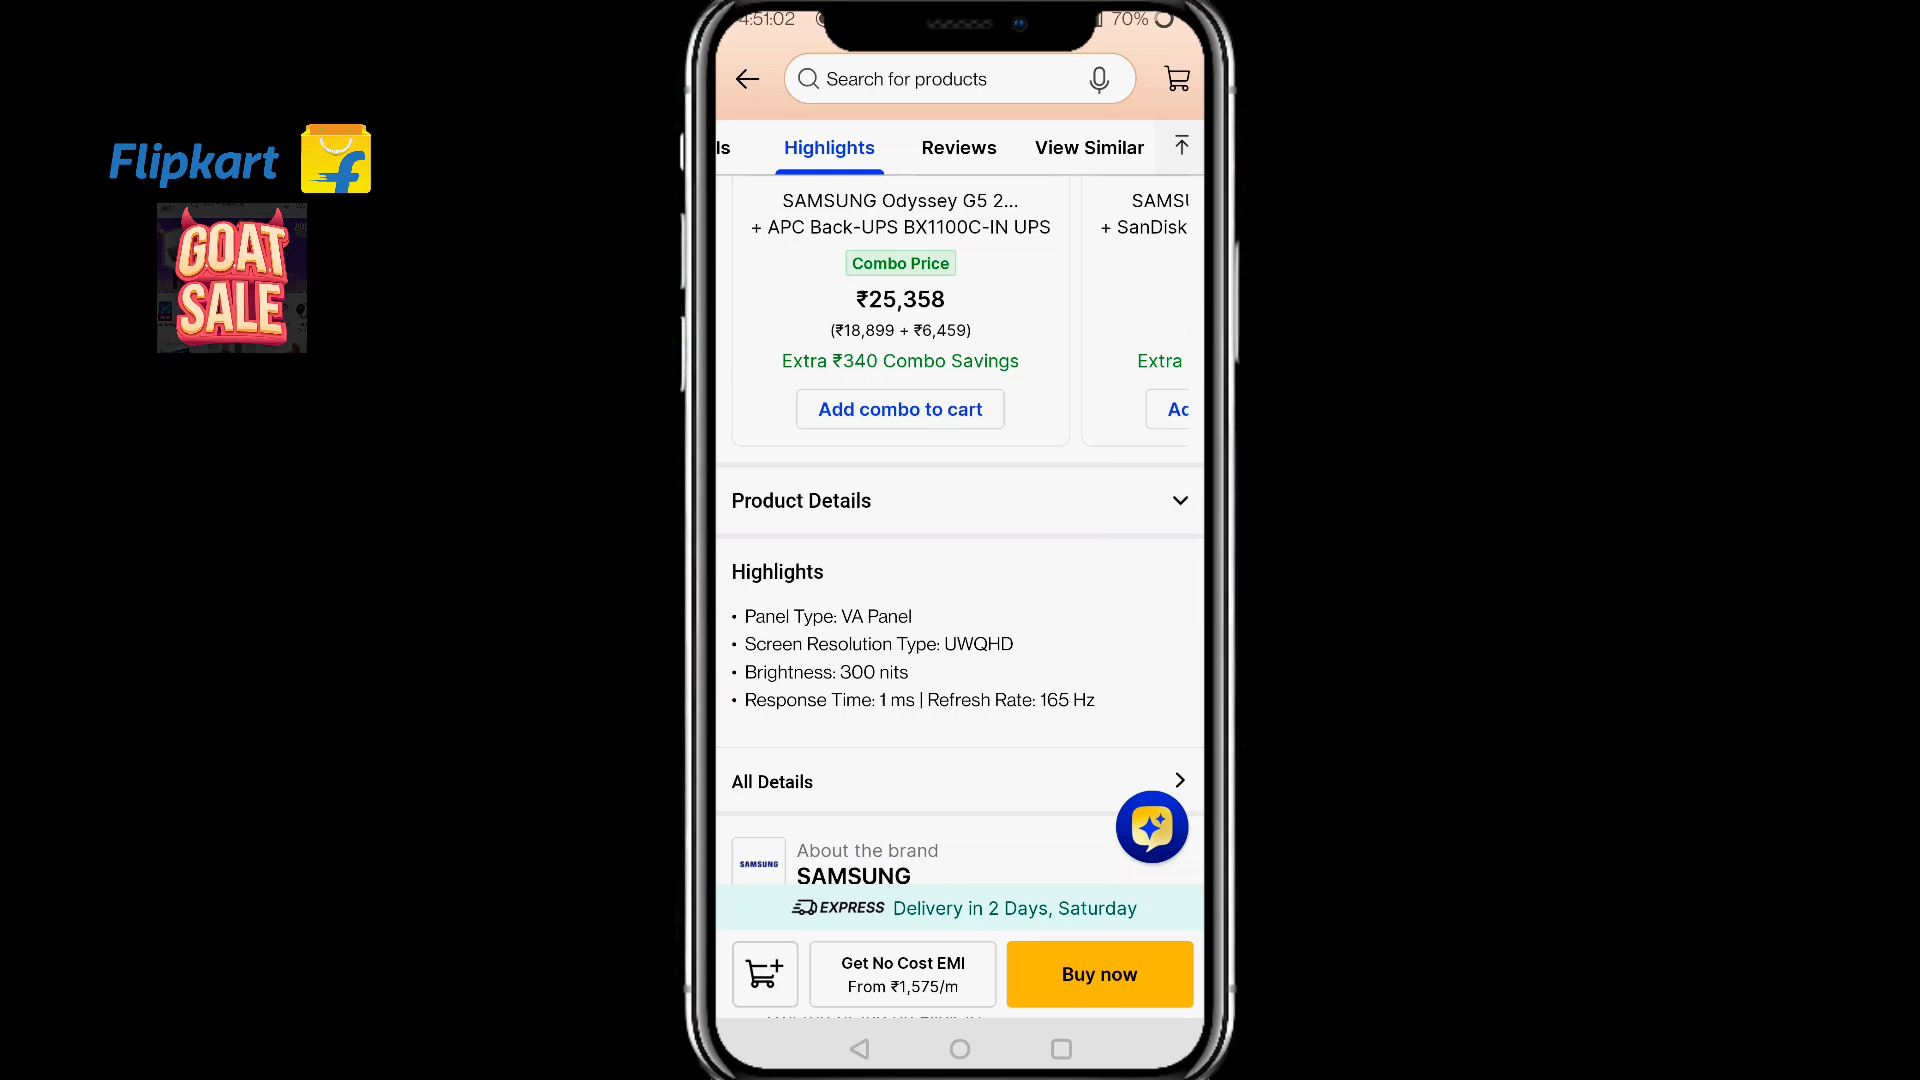 4:51:02
70%
Search for products
ls
Highlights
Reviews
View Similar
Flipkart
GOAT
SALE
SAMSUNG Odyssey G5 2...
+ APC Back-UPS BX1100C-IN UPS
Combo Price
₹25,358
(₹18,899 + ₹6,459)
Extra ₹340 Combo Savings
Add combo to cart
SAMSU
+ SanDisk
Extra
Ad
Product Details
Highlights
• Panel Type: VA Panel
• Screen Resolution Type: UWQHD
• Brightness: 300 nits
• Response Time: 1 ms | Refresh Rate: 165 Hz
All Details
SAMSUNG
About the brand
SAMSUNG
EXPRESS Delivery in 2 Days, Saturday
Get No Cost EMI
From ₹1,575/m
Buy now